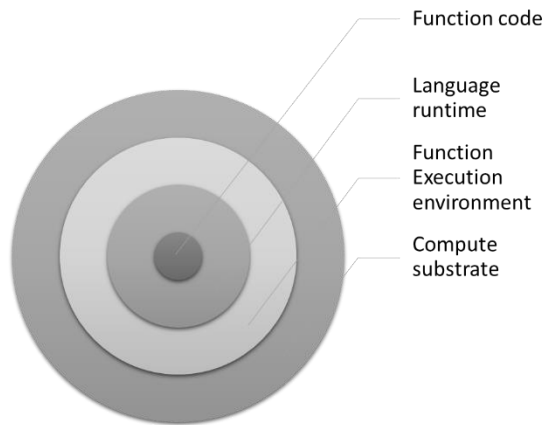 Function code
Language
runtime
Function
Execution
environment
Compute
substrate